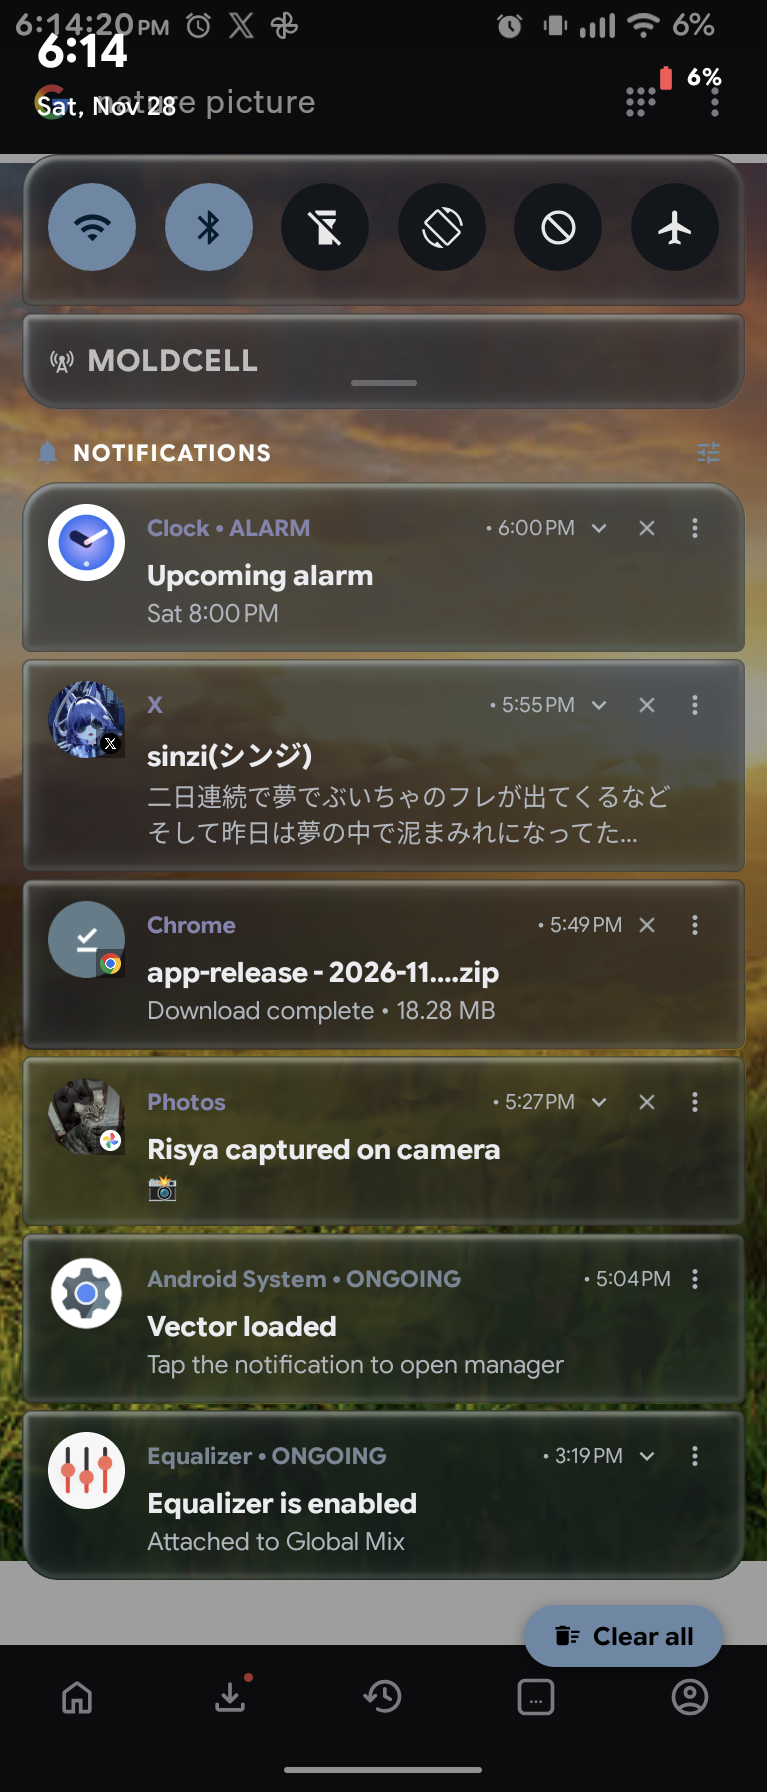 6:14:20 PM
6%
6:14
6%
Sat, Nov 28
nature picture
MOLDCELL
NOTIFICATIONS
Clock • ALARM
• 6:00 PM
Upcoming alarm
Sat 8:00 PM
X
• 5:55 PM
sinzi(シンジ)
二日連続で夢でぶいちゃのフレが出てくるなど
そして昨日は夢の中で泥まみれになってた...
Chrome
• 5:49 PM
app-release - 2026-11....zip
Download complete • 18.28 MB
Photos
• 5:27 PM
Risya captured on camera
📸
Android System • ONGOING
• 5:04 PM
Vector loaded
Tap the notification to open manager
Equalizer • ONGOING
• 3:19 PM
Equalizer is enabled
Attached to Global Mix
Clear all
...